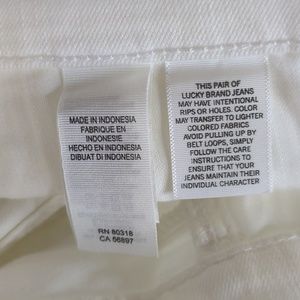 MADE IN INDONESIA
FABRIQUE EN
INDONESIE
HECHO EN INDONESIA
DIBUAT DI INDONESIA
RN 80318
CA 56897
THIS PAIR OF
LUCKY BRAND JEANS
MAY HAVE INTENTIONAL
RIPS OR HOLES. COLOR
MAY TRANSFER TO LIGHTER
COLORED FABRICS
AVOID PULLING UP BY
BELT LOOPS, SIMPLY
FOLLOW THE CARE
INSTRUCTIONS TO
ENSURE THAT YOUR
JEANS MAINTAIN THEIR
INDIVIDUAL CHARACTER